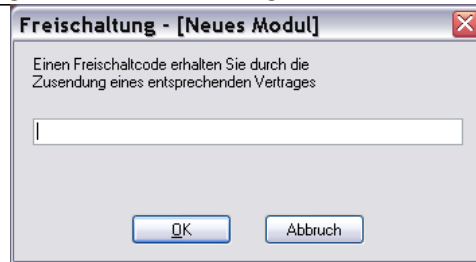 Freischaltung - [Neues Modul]
Einen Freischaltcode erhalten Sie durch die
Zusendung eines entsprechenden Vertrages
OK
Abbruch